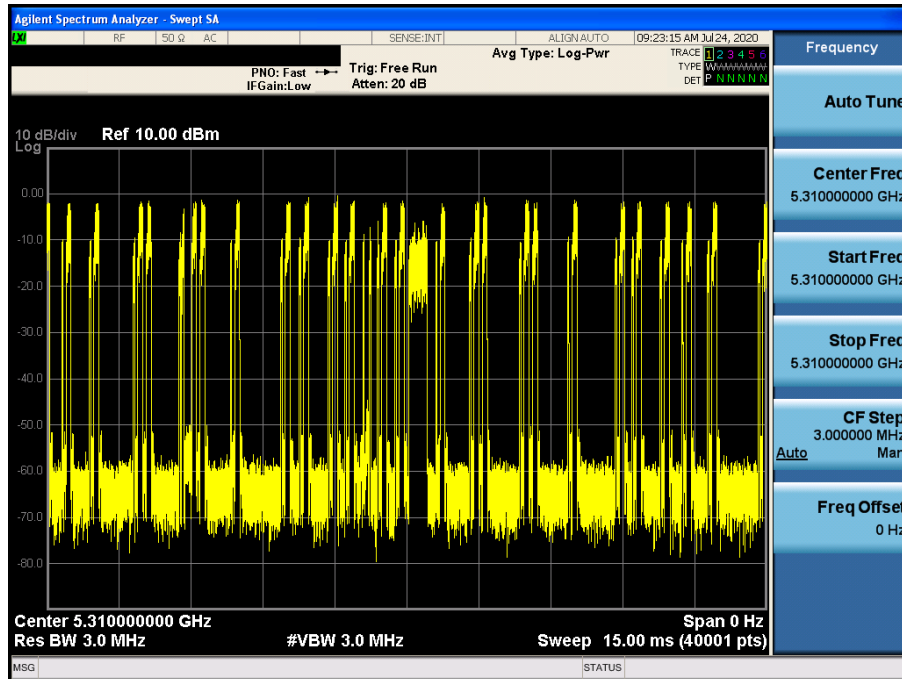 Agilent Spectrum Analyzer - Swept SA
LXI RF 50 Ω AC SENSE:INT ALIGN AUTO 09:23:15 AM Jul 24, 2020
Frequency
Avg Type: Log-Pwr TRACE 1 2 3 4 5 6
PNO: Fast Trig: Free Run TYPE WWWWWW
IFGain:Low Atten: 20 dB DET P N N N N N
Auto Tune
10 dB/div Ref 10.00 dBm
Log
0.00
-10.0
-20.0
-30.0
-40.0
-50.0
-60.0
-70.0
-80.0
Center Freq
5.310000000 GHz
Start Freq
5.310000000 GHz
Stop Freq
5.310000000 GHz
CF Step
3.000000 MHz
Auto Man
Freq Offset
0 Hz
Center 5.310000000 GHz Span 0 Hz
Res BW 3.0 MHz #VBW 3.0 MHz Sweep 15.00 ms (40001 pts)
MSG STATUS